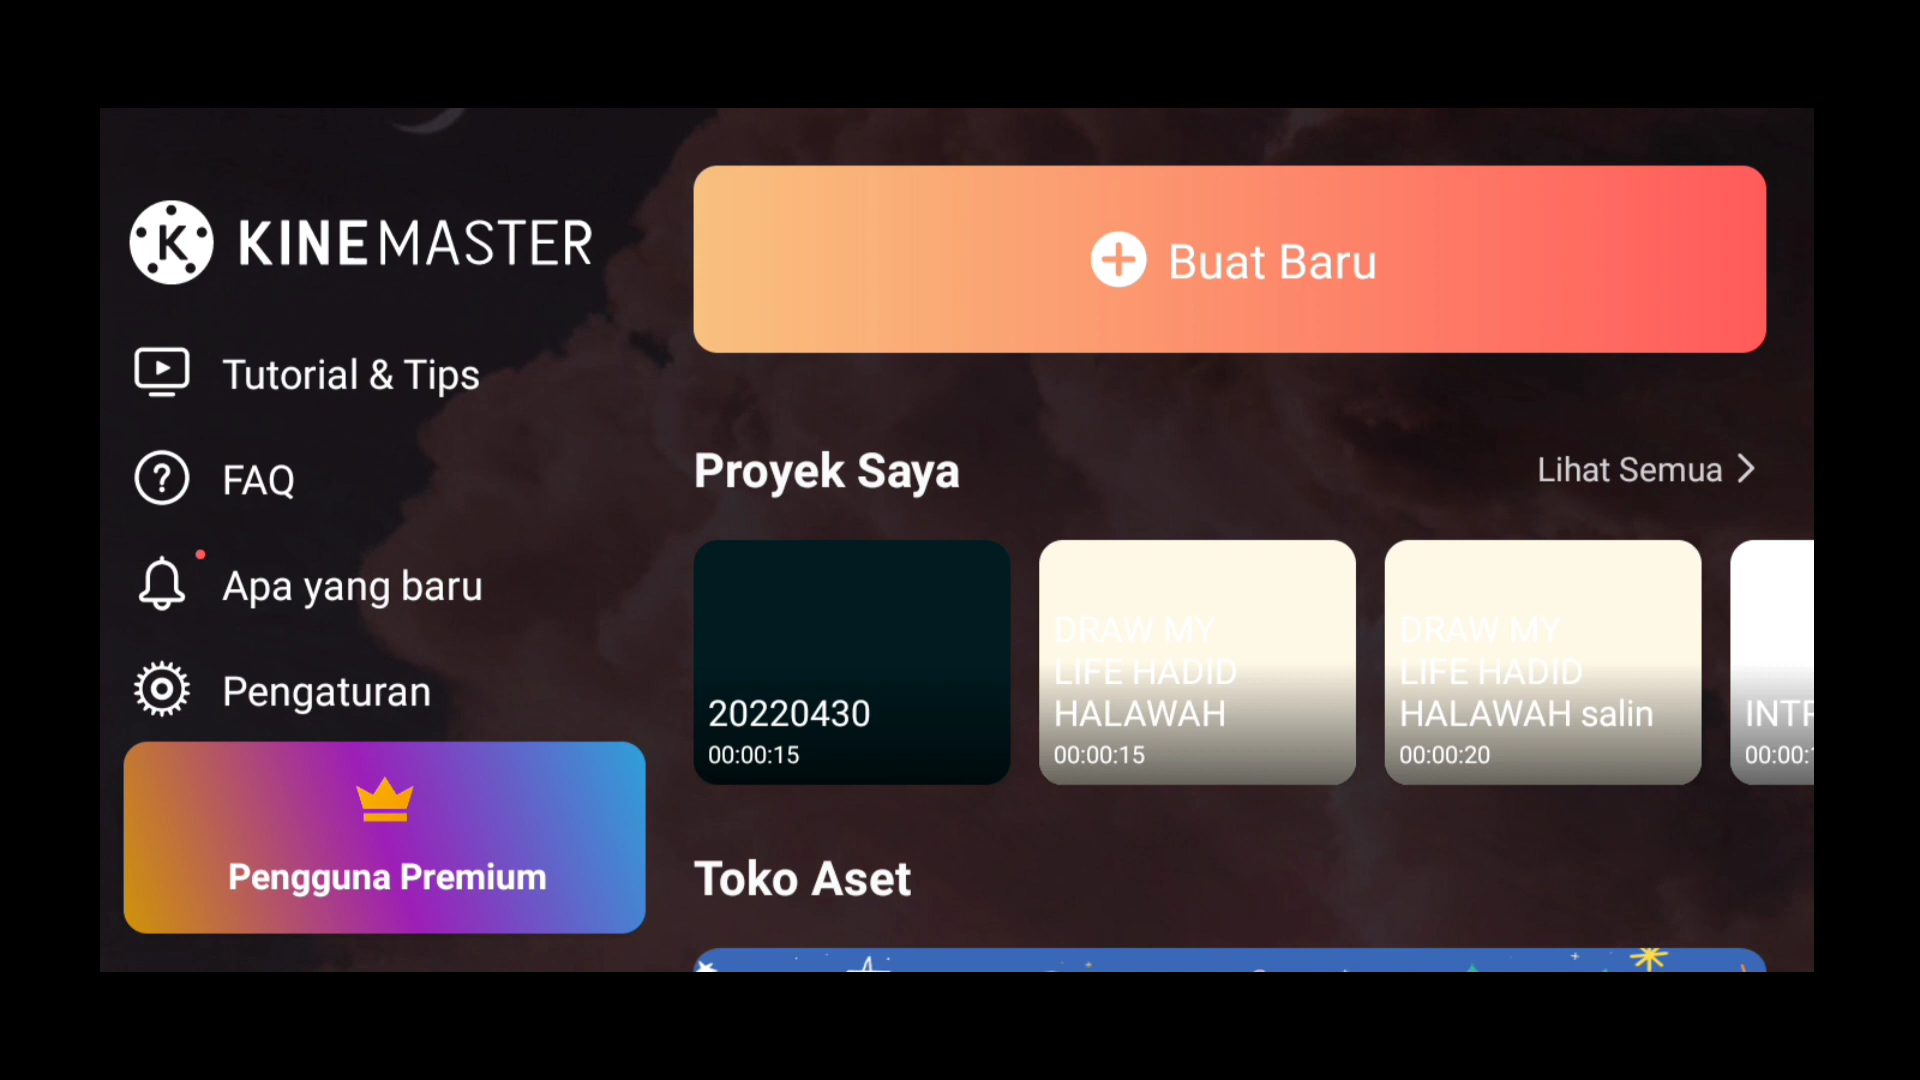 KINEMASTER
Tutorial & Tips
FAQ
Apa yang baru
Pengaturan
Pengguna Premium
Buat Baru
Proyek Saya
Lihat Semua
20220430
00:00:15
DRAW MY
LIFE HADID
HALAWAH
00:00:15
DRAW MY
LIFE HADID
HALAWAH salin
00:00:20
Toko Aset